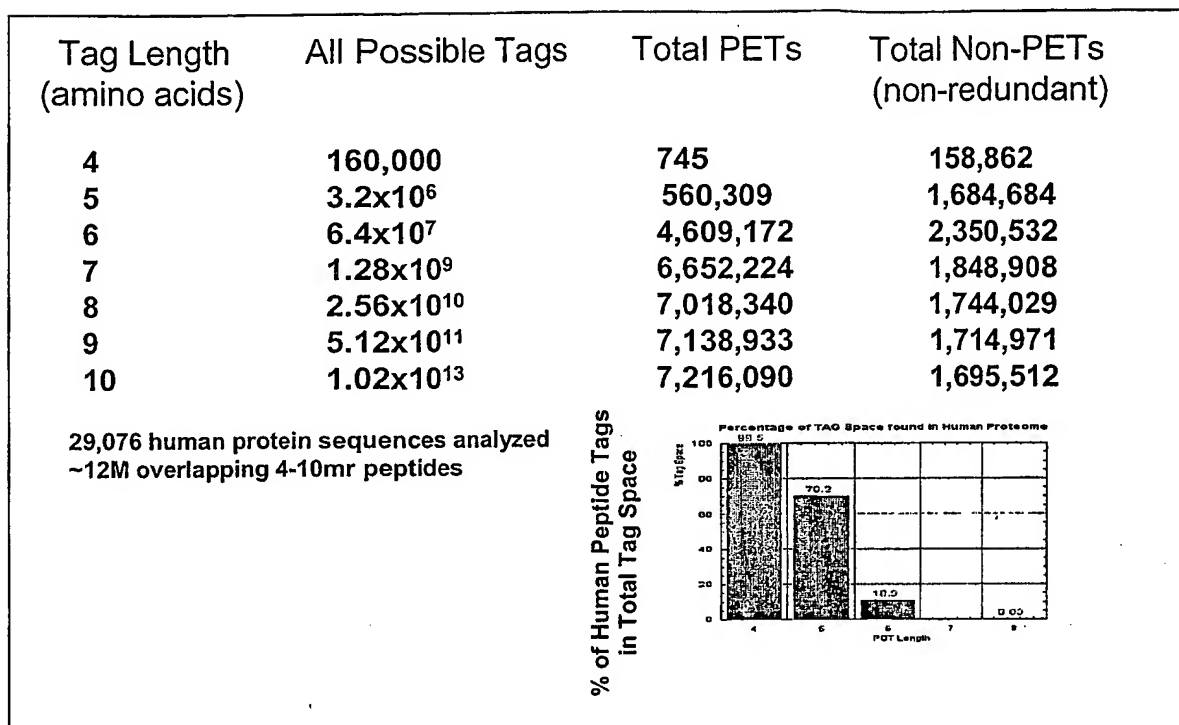 Tag Length All Possible Tags Total PETs Total Non-PETs
(amino acids) (non-redundant)
4 160,000 745 158,862
5 3.2x10⁶ 560,309 1,684,684
6 6.4x10⁷ 4,609,172 2,350,532
7 1.28x10⁹ 6,652,224 1,848,908
8 2.56x10¹⁰ 7,018,340 1,744,029
9 5.12x10¹¹ 7,138,933 1,714,971
10 1.02x10¹³ 7,216,090 1,695,512
29,076 human protein sequences analyzed
~12M overlapping 4-10mr peptides
% of Human Peptide Tags
in Total Tag Space
Percentage of TAG Space found in Human Proteome
% Tag Space
100
80
60
40
20
0
70.2
4
7
Length